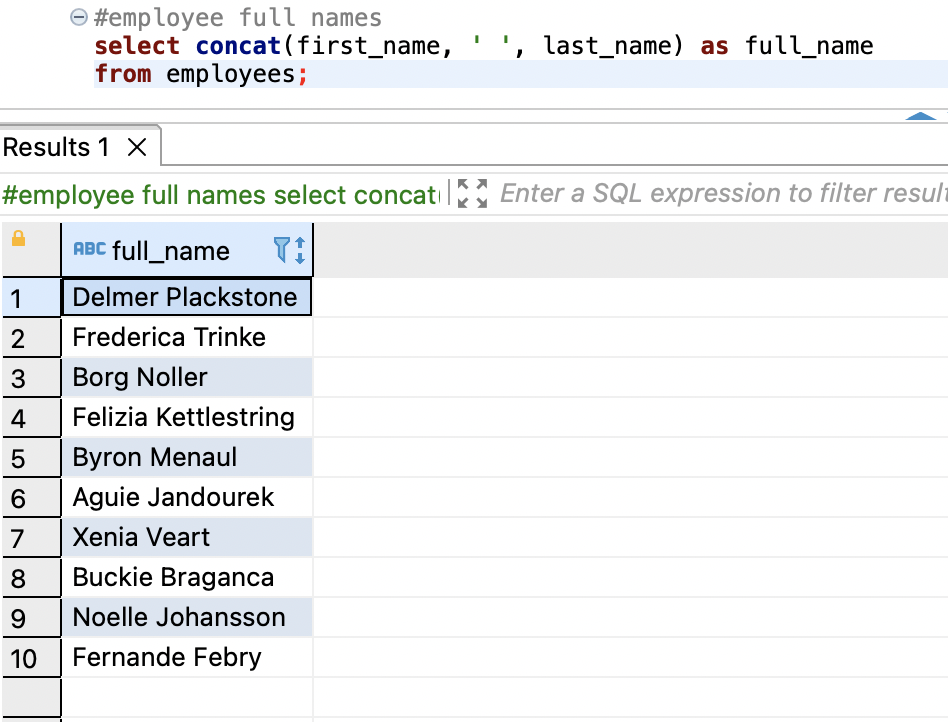 #employee full names
select concat(first_name, ' ', last_name) as full_name
from employees;
Results 1
#employee full names select concat(
Enter a SQL expression to filter result
ABC full_name
1 Delmer Plackstone
2 Frederica Trinke
3 Borg Noller
4 Felizia Kettlestring
5 Byron Menaul
6 Aguie Jandourek
7 Xenia Veart
8 Buckie Braganca
9 Noelle Johansson
10 Fernande Febry